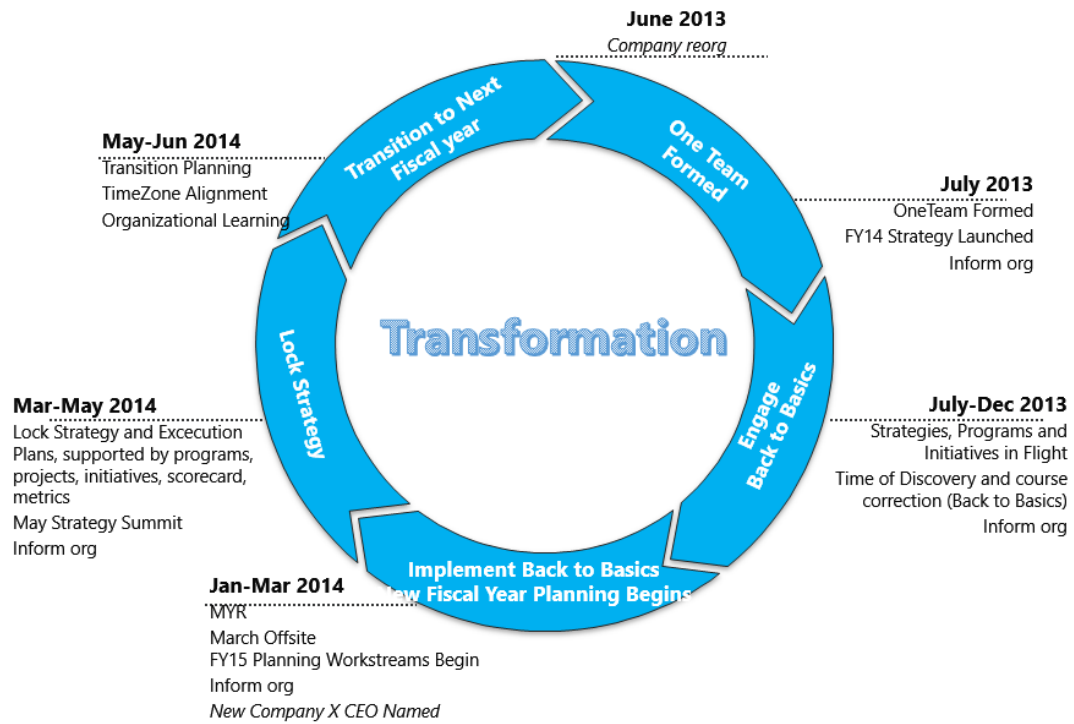 June 2013
Company reorg
Transition to Next
Fiscal year
One Team
Formed
May-Jun 2014
Transition Planning
TimeZone Alignment
Organizational Learning
July 2013
OneTeam Formed
FY14 Strategy Launched
Inform org
Transformation
Lock Strategy
Engage
Back to Basics
Mar-May 2014
Lock Strategy and Excecution
Plans, supported by programs,
projects, initiatives, scorecard,
metrics
May Strategy Summit
Inform org
July-Dec 2013
Strategies, Programs and
Initiatives in Flight
Time of Discovery and course
correction (Back to Basics)
Inform org
Implement Back to Basics
New Fiscal Year Planning Begins
Jan-Mar 2014
MYR
March Offsite
FY15 Planning Workstreams Begin
Inform org
New Company X CEO Named